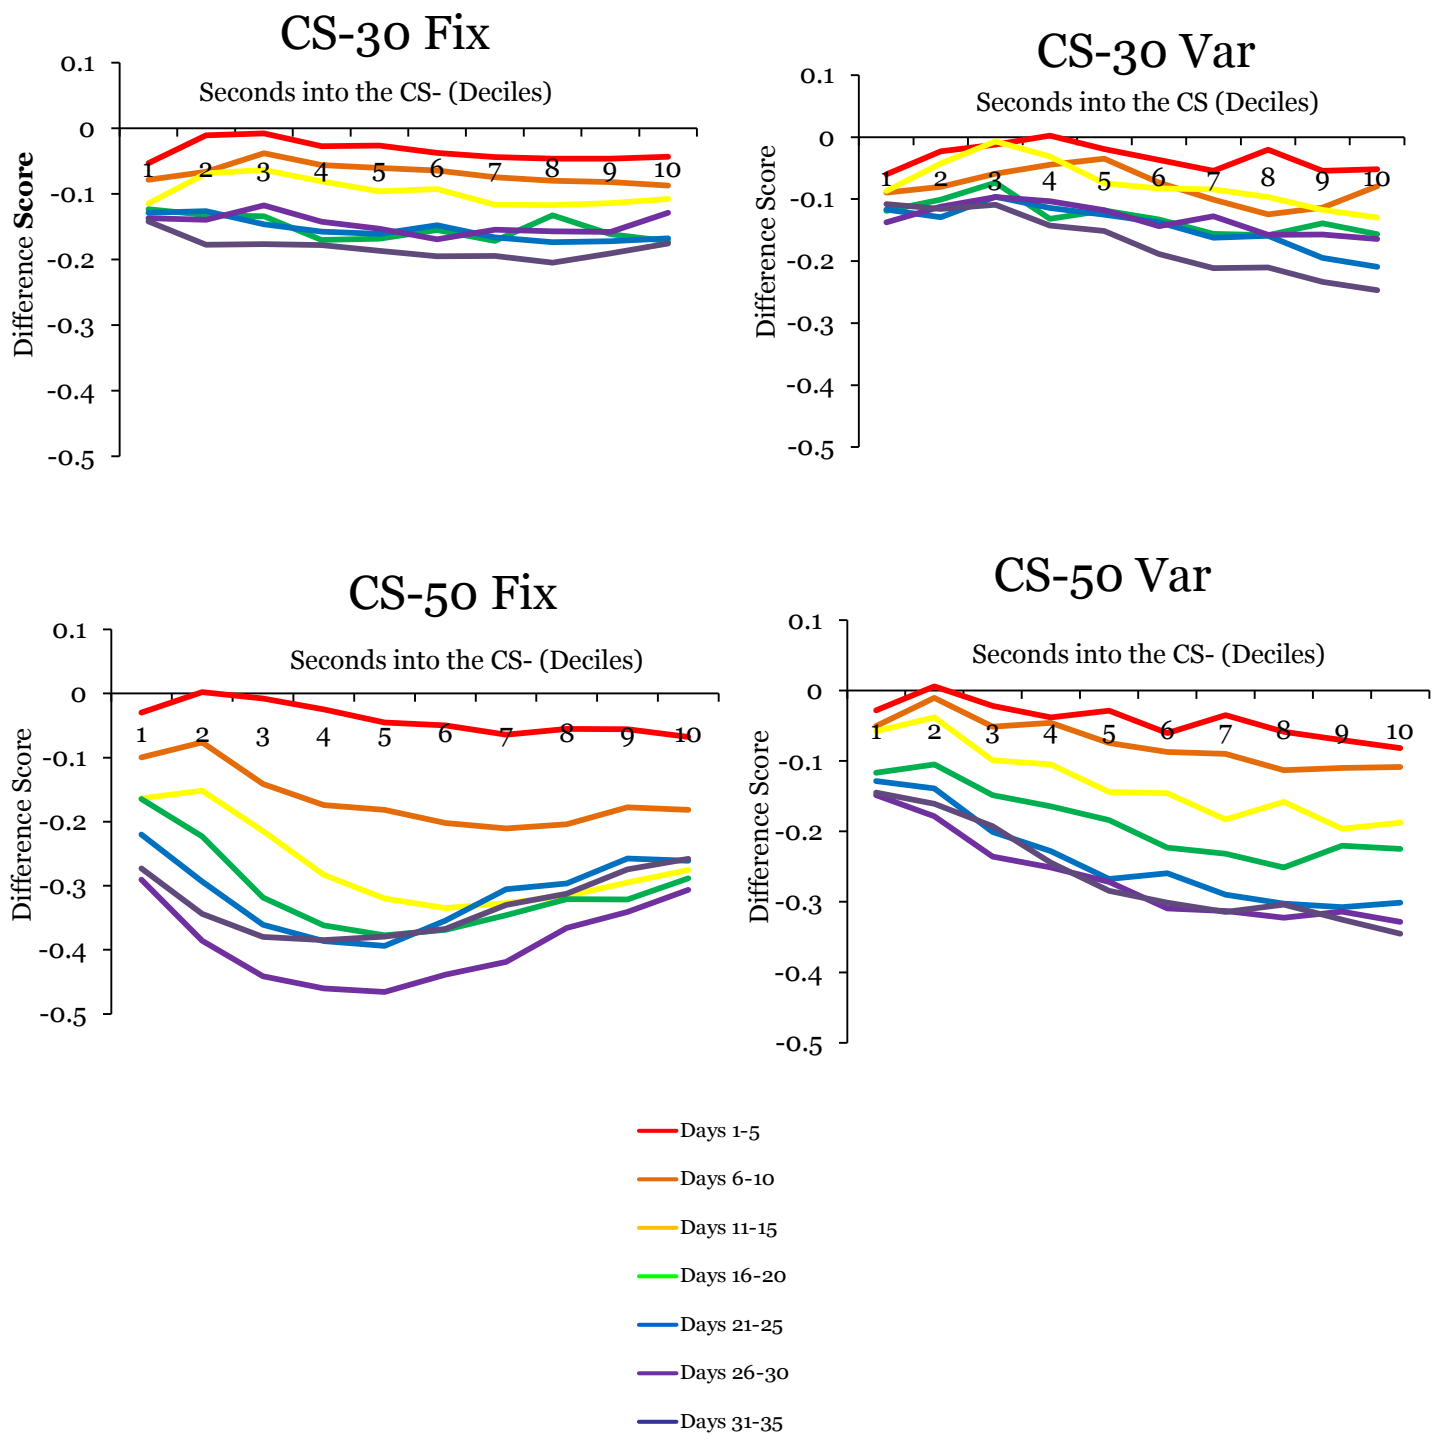 CS-30 Fix
Seconds into the CS- (Deciles)
0.1
0
-0.1
-0.2
-0.3
-0.4
-0.5
Difference Score
1 2 3 4 5 6 7 8 9 10
CS-30 Var
Seconds into the CS (Deciles)
0.1
0
-0.1
-0.2
-0.3
-0.4
-0.5
Difference Score
1 2 3 4 5 6 7 8 9 10
CS-50 Fix
Seconds into the CS- (Deciles)
0.1
0
-0.1
-0.2
-0.3
-0.4
-0.5
Difference Score
1 2 3 4 5 6 7 8 9 10
CS-50 Var
Seconds into the CS- (Deciles)
0.1
0
-0.1
-0.2
-0.3
-0.4
-0.5
Difference Score
1 2 3 4 5 6 7 8 9 10
Days 1-5
Days 6-10
Days 11-15
Days 16-20
Days 21-25
Days 26-30
Days 31-35